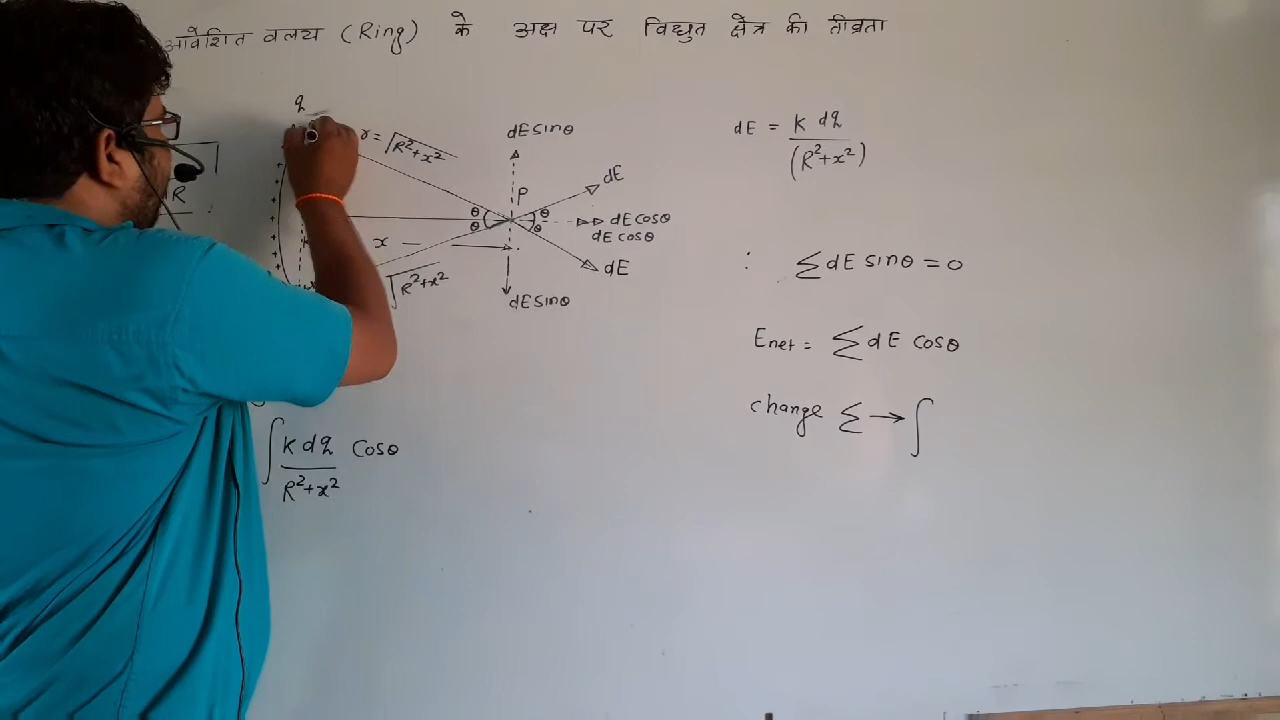 आवेशित वलय (Ring) के अक्ष पर विद्युत क्षेत्र की तीव्रता
q
r = √R²+x²
dE sinθ
dE
P
θ
θ
θ
θ
dE cosθ
dE cosθ
x
dE
√R²+x²
dE sinθ
R
∫ K dq / R²+x² Cosθ
dE = K dq / (R²+x²)
∴ ∑ dE sinθ = 0
Enet = ∑ dE Cosθ
change ∑ → ∫